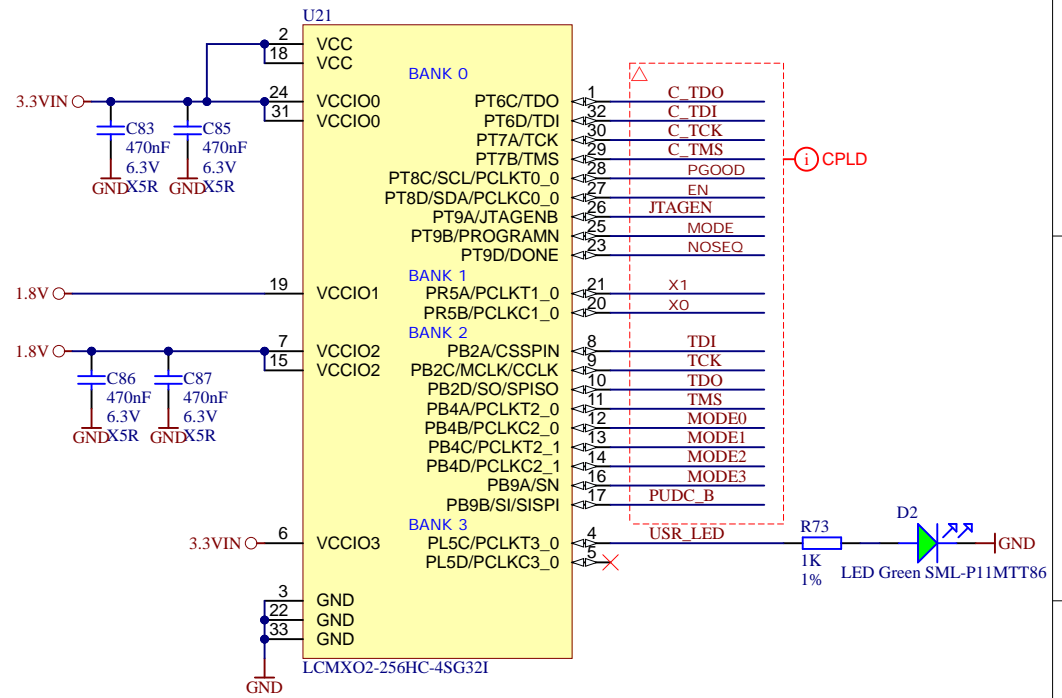 U21
2 VCC
18 VCC
BANK 0
3.3VIN
24 VCCIO0
31 VCCIO0
C83
470nF
6.3V
X5R
GND
C85
470nF
6.3V
X5R
GND
PT6C/TDO 1 C_TDO
PT6D/TDI 32 C_TDI
PT7A/TCK 30 C_TCK
PT7B/TMS 29 C_TMS
PT8C/SCL/PCLKT0_0 28 PGOOD
PT8D/SDA/PCLKC0_0 27 EN
PT9A/JTAGENB 26 JTAGEN
PT9B/PROGRAMN 25 MODE
PT9D/DONE 23 NOSEQ
i CPLD
BANK 1
1.8V 19 VCCIO1
PR5A/PCLKT1_0 21 X1
PR5B/PCLKC1_0 20 X0
BANK 2
1.8V
7 VCCIO2
15 VCCIO2
C86
470nF
6.3V
X5R
GND
C87
470nF
6.3V
X5R
GND
PB2A/CSSPIN 8 TDI
PB2C/MCLK/CCLK 9 TCK
PB2D/SO/SPISO 10 TDO
PB4A/PCLKT2_0 11 TMS
PB4B/PCLKC2_0 12 MODE0
PB4C/PCLKT2_1 13 MODE1
PB4D/PCLKC2_1 14 MODE2
PB9A/SN 16 MODE3
PB9B/SI/SISPI 17 PUDC_B
BANK 3
3.3VIN 6 VCCIO3
PL5C/PCLKT3_0 4 USR_LED
PL5D/PCLKC3_0 5
R73
1K
1%
D2
LED Green SML-P11MTT86
GND
3 GND
22 GND
33 GND
GND
LCMXO2-256HC-4SG32I